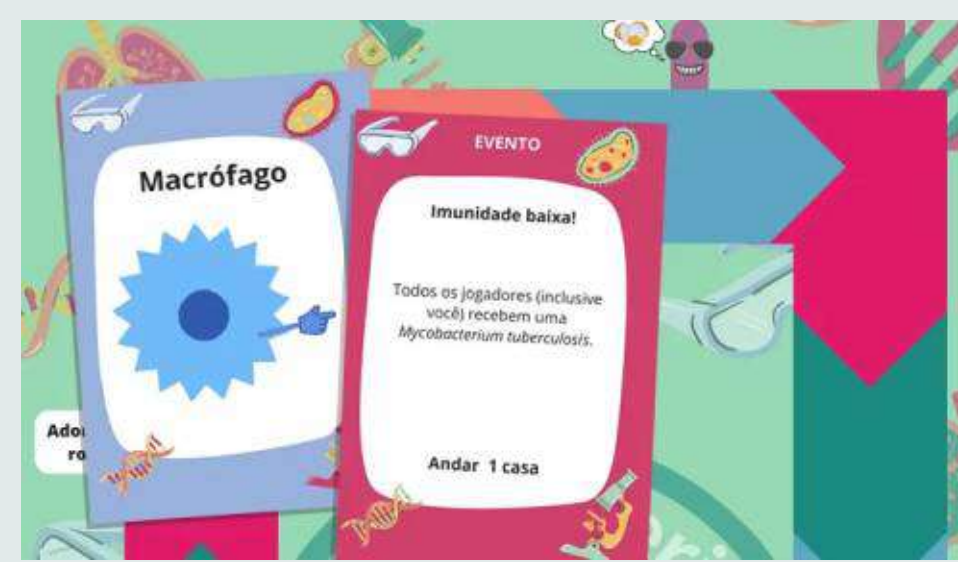 Macrófago
EVENTO
Imunidade baixa!
Todos os jogadores (inclusive
você) recebem uma
Mycobacterium tuberculosis.
Andar 1 casa